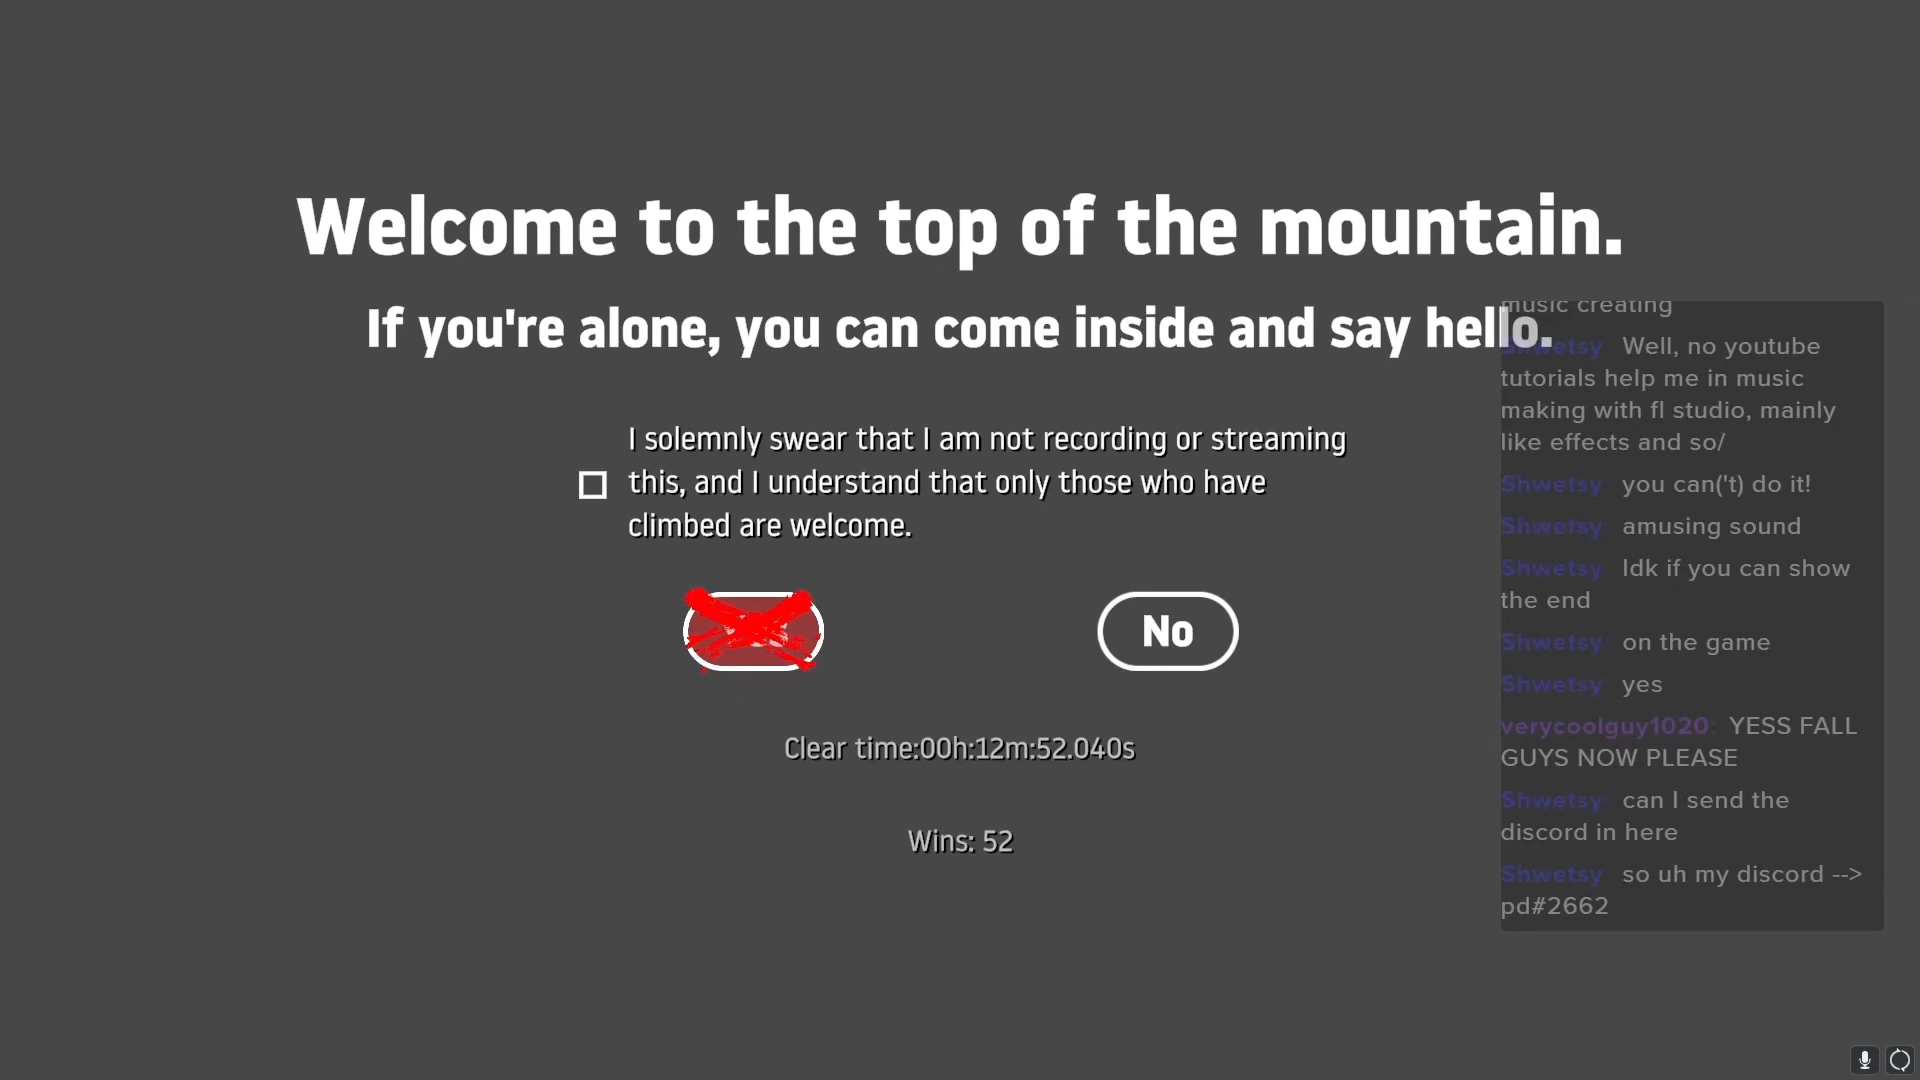 Welcome to the top of the mountain.
If you're alone, you can come inside and say hello.
I solemnly swear that I am not recording or streaming
this, and I understand that only those who have
climbed are welcome.
No
Clear time:00h:12m:52.040s
Wins: 52
music creating
Shwetsy: Well, no youtube
tutorials help me in music
making with fl studio, mainly
like effects and so/
Shwetsy: you can('t) do it!
Shwetsy: amusing sound
Shwetsy: Idk if you can show
the end
Shwetsy: on the game
Shwetsy: yes
verycoolguy1020: YESS FALL
GUYS NOW PLEASE
Shwetsy: can I send the
discord in here
Shwetsy: so uh my discord -->
pd#2662